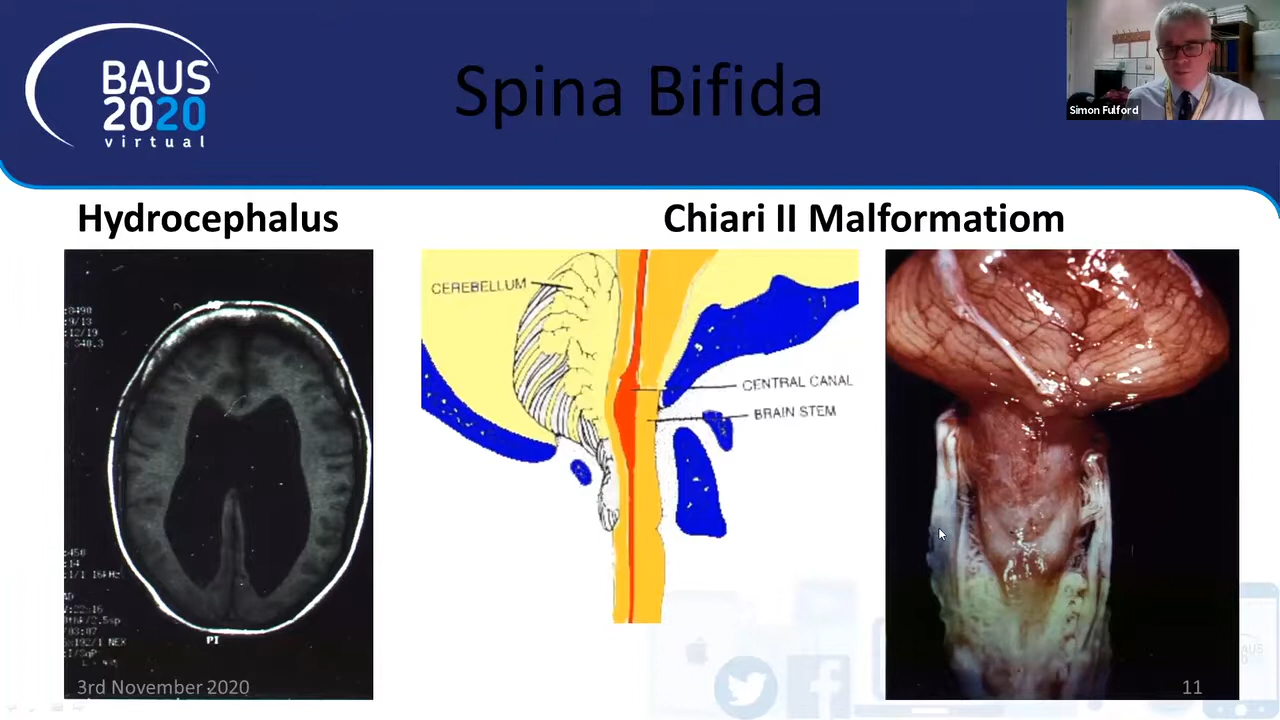 BAUS
2020
virtual
Spina Bifida
Simon Fulford
Hydrocephalus
Chiari II Malformatiom
CEREBELLUM
CENTRAL CANAL
BRAIN STEM
PI
3rd November 2020
11